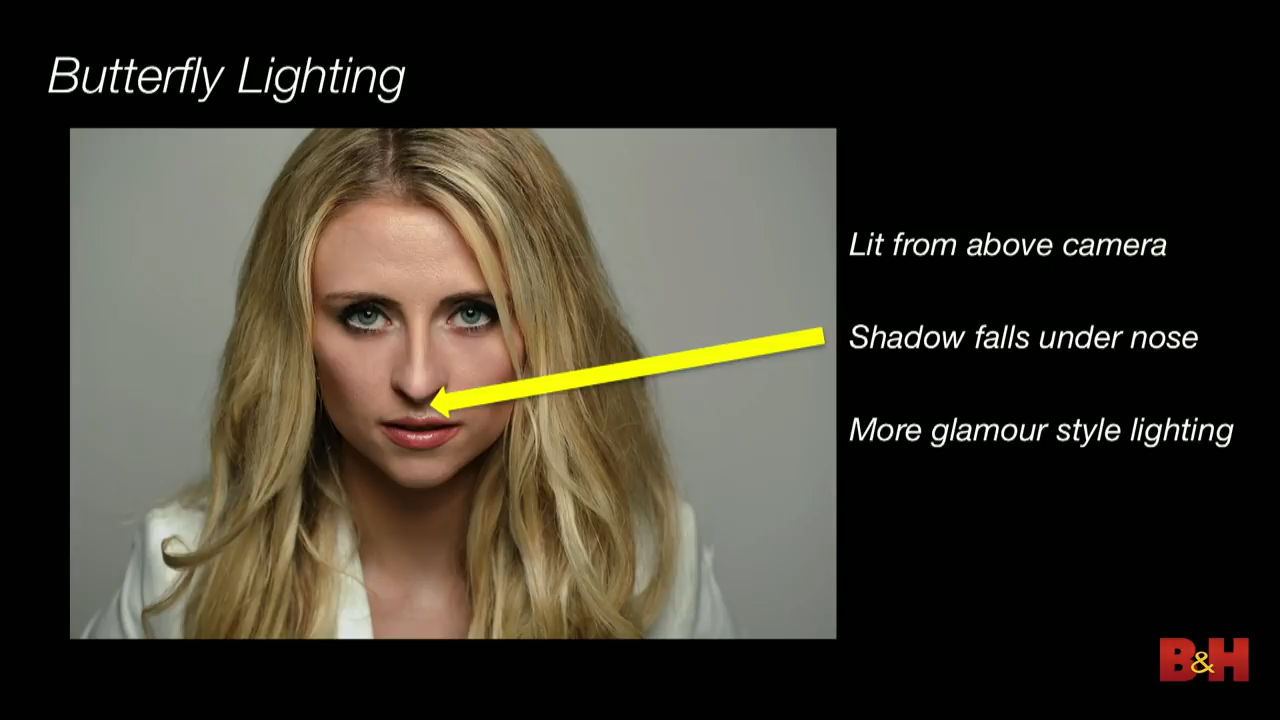 Butterfly Lighting
Lit from above camera
Shadow falls under nose
More glamour style lighting
B&H